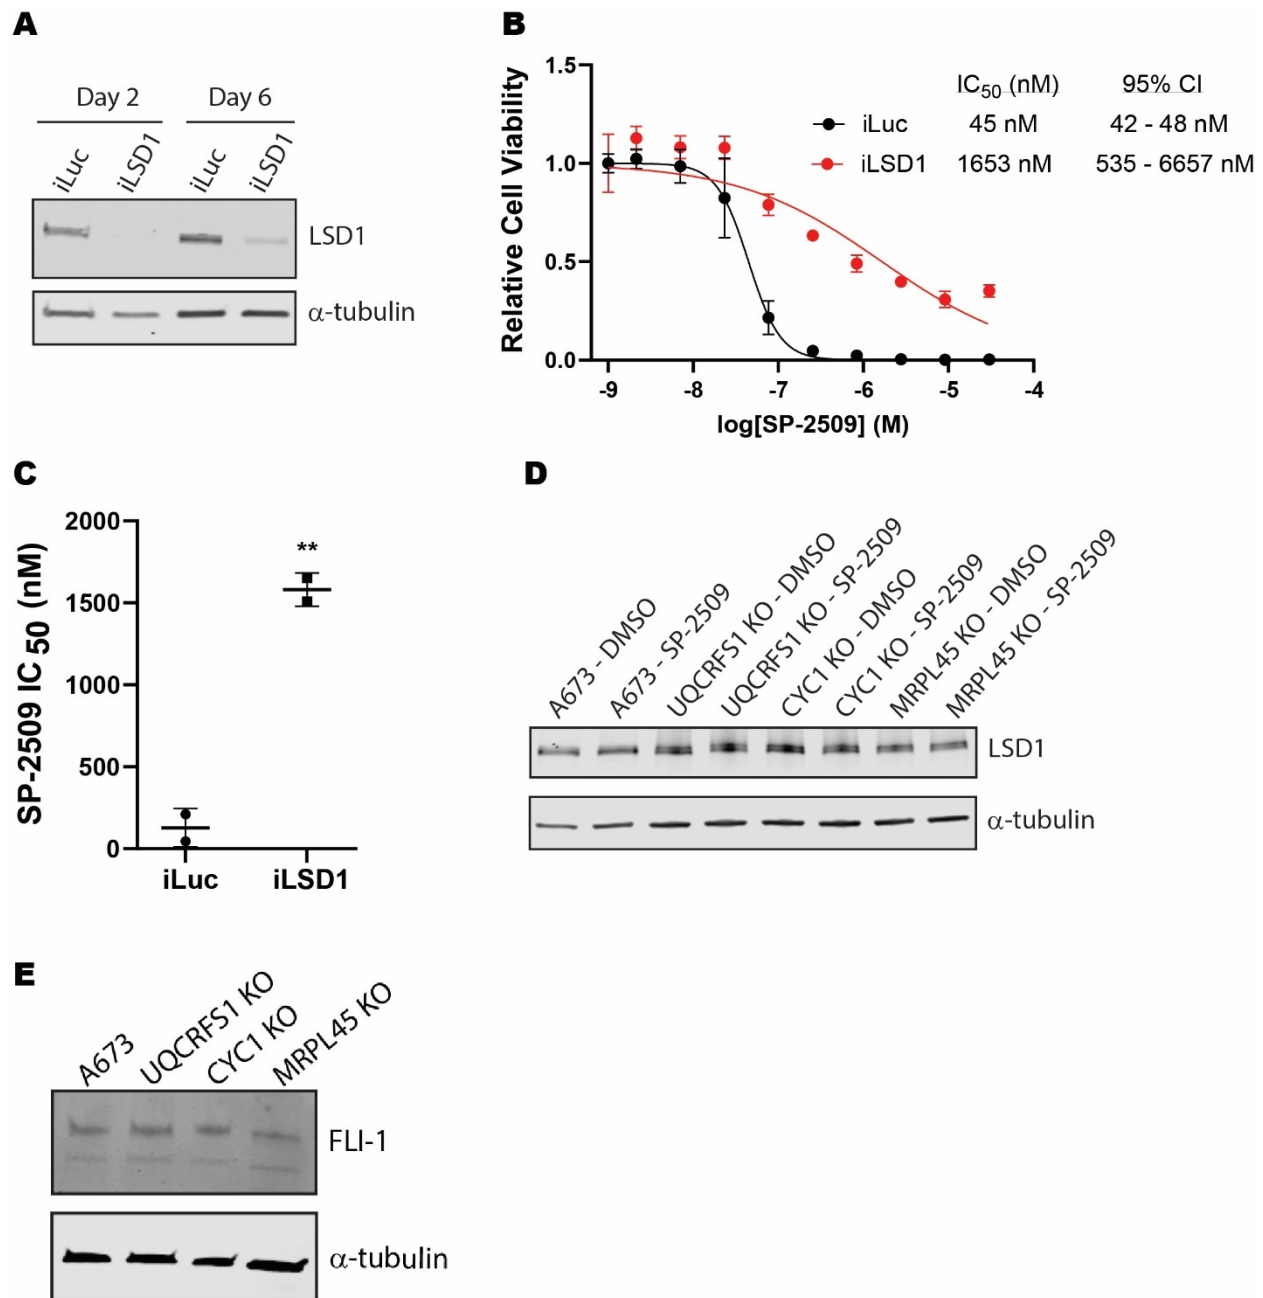 A
Day 2 Day 6
iLuc iLSD1 iLuc iLSD1
LSD1
α-tubulin
B
Relative Cell Viability
1.5
1.0
0.5
0.0
-9 -8 -7 -6 -5 -4
log[SP-2509] (M)
IC50 (nM) 95% CI
iLuc 45 nM 42 - 48 nM
iLSD1 1653 nM 535 - 6657 nM
C
SP-2509 IC 50 (nM)
2000
1500
1000
500
0
**
iLuc iLSD1
D
A673 - DMSO
A673 - SP-2509
UQCRFS1 KO - DMSO
UQCRFS1 KO - SP-2509
CYC1 KO - DMSO
CYC1 KO - SP-2509
MRPL45 KO - DMSO
MRPL45 KO - SP-2509
LSD1
α-tubulin
E
A673
UQCRFS1 KO
CYC1 KO
MRPL45 KO
FLI-1
α-tubulin